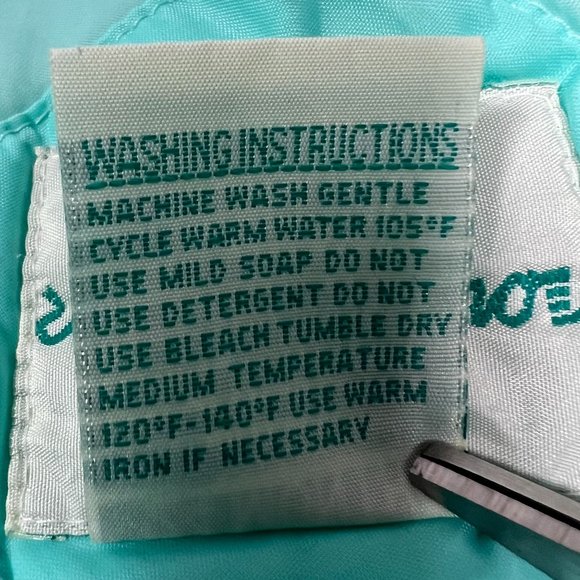 WASHING INSTRUCTIONS
MACHINE WASH GENTLE
CYCLE WARM WATER 105°F
USE MILD SOAP DO NOT
USE DETERGENT DO NOT
USE BLEACH TUMBLE DRY
MEDIUM TEMPERATURE
120°F-140°F USE WARM
IRON IF NECESSARY